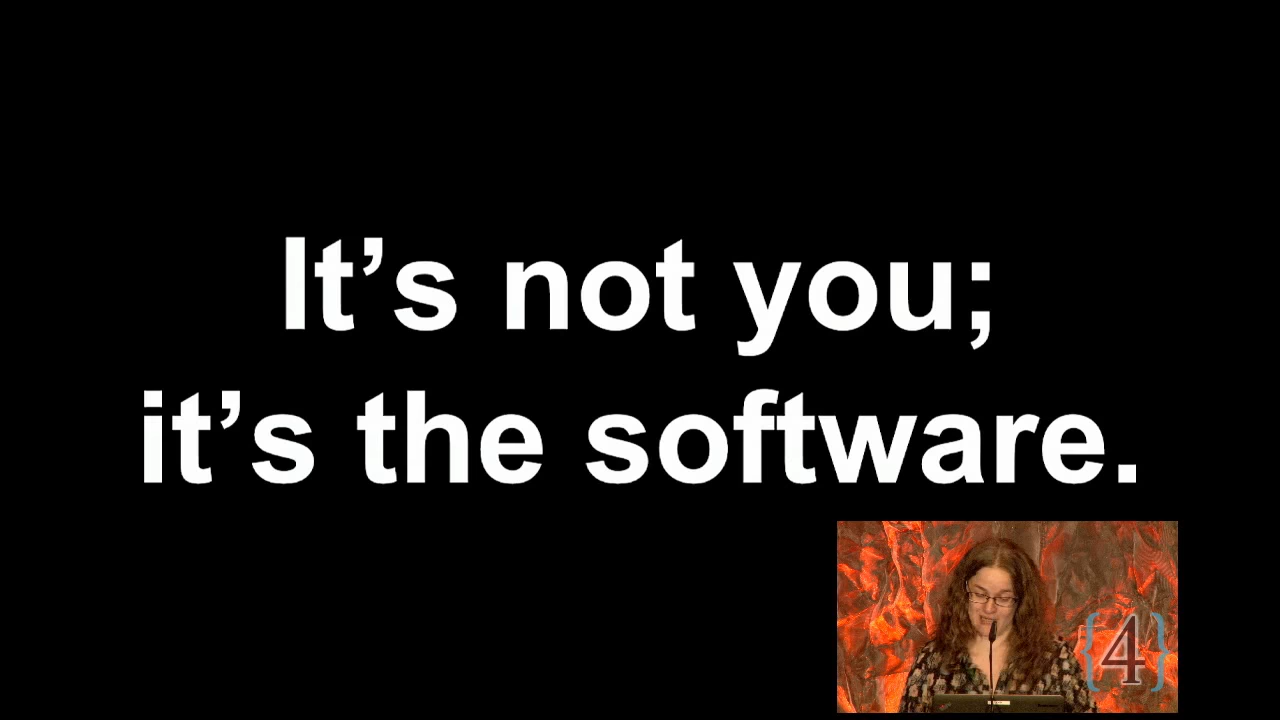 It’s not you;
it’s the software.
{4}